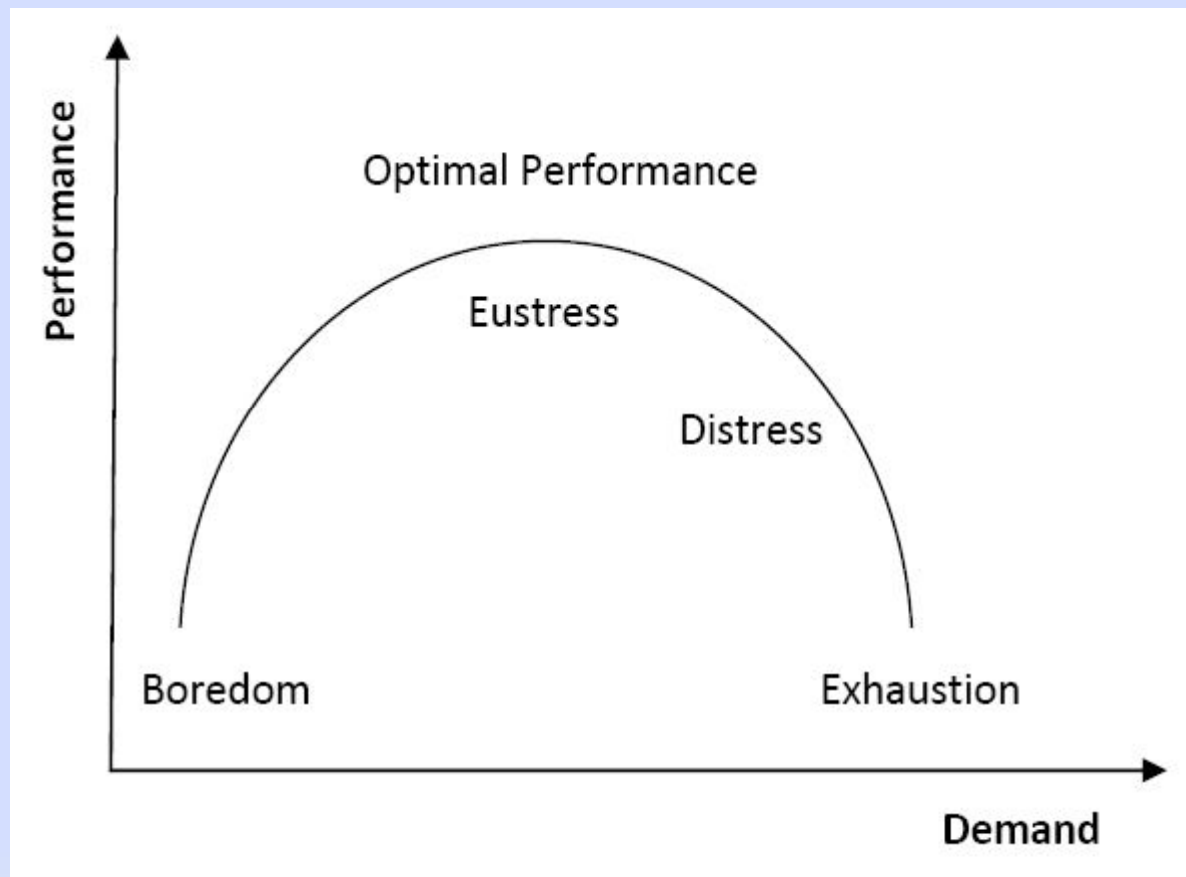 Performance
Optimal Performance
Eustress
Distress
Boredom
Exhaustion
Demand